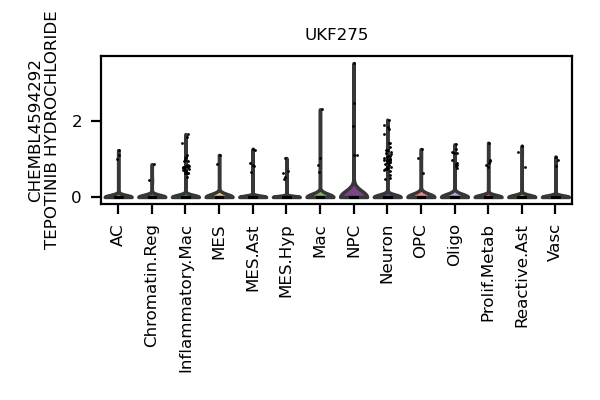 UKF275
CHEMBL4594292
TEPOTINIB HYDROCHLORIDE
2
0
AC
Chromatin.Reg
Inflammatory.Mac
MES
MES.Ast
MES.Hyp
Mac
NPC
Neuron
OPC
Oligo
Prolif.Metab
Reactive.Ast
Vasc